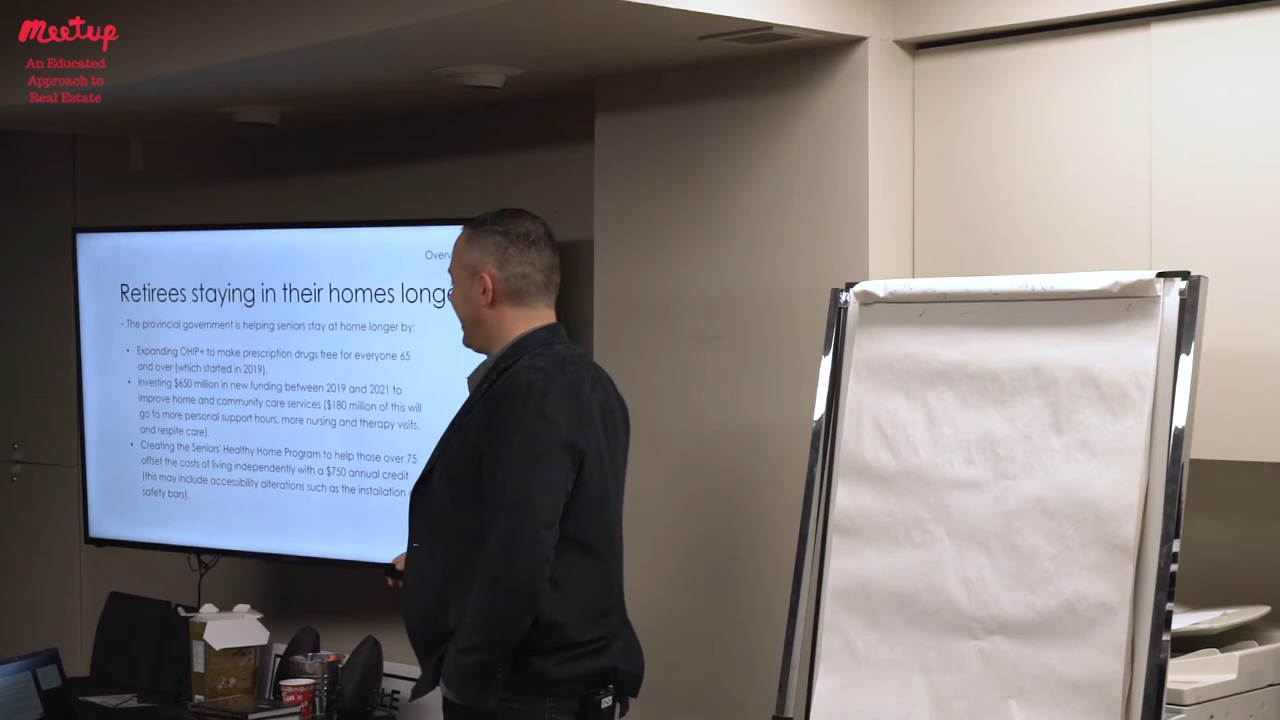 Meetup
An Educated
Approach to
Real Estate
Retirees staying in their homes longe
- The provincial government is helping seniors stay at home longer by:
• Expanding OHIP+ to make prescription drugs free for everyone 65
and over (which started in 2019).
• Investing $650 million in new funding between 2019 and 2021 to
improve home and community care services ($180 million of this will
go to more personal support hours, more nursing and therapy visits,
and respite care).
• Creating the Seniors' Healthy Home Program to help those over 75
offset the costs of living independently with a $750 annual credit
(this may include accessibility alterations such as the installation
safety bars).